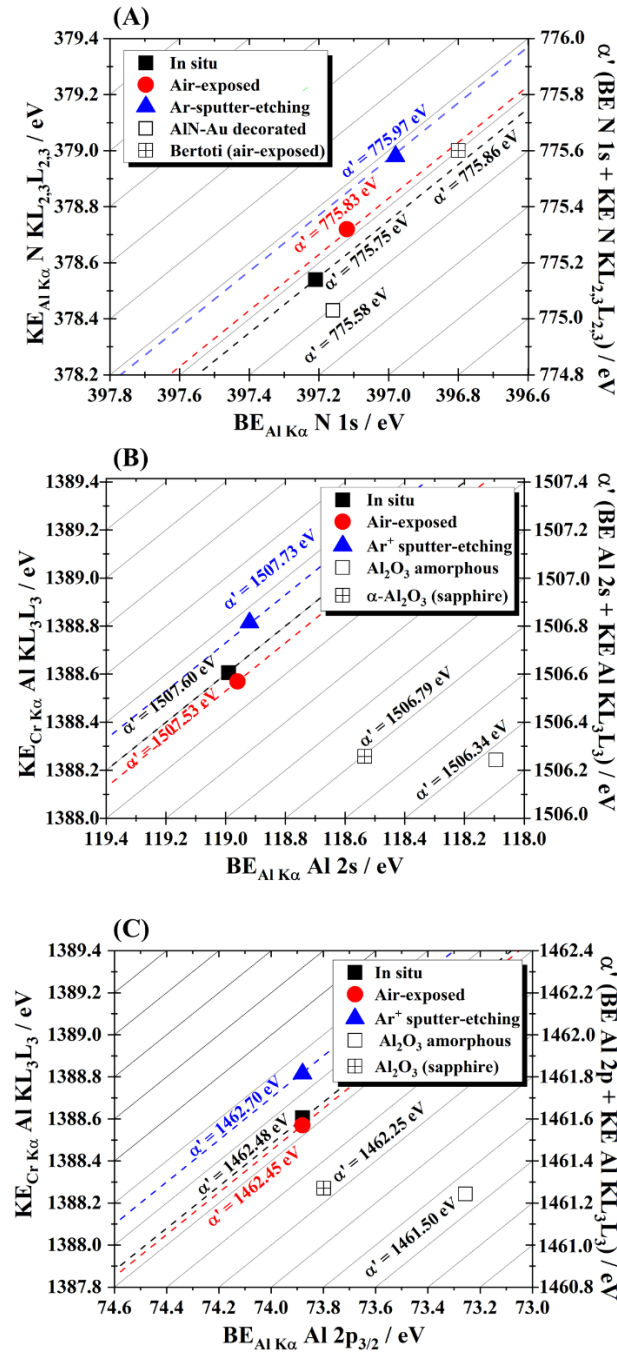 (A)
379.4
379.2
379.0
378.8
378.6
378.4
378.2
KE Al Kα N KL2,3L2,3 / eV
In situ
Air-exposed
Ar-sputter-etching
AlN-Au decorated
Bertoti (air-exposed)
α' = 775.97 eV
α' = 775.83 eV
α' = 775.75 eV
α' = 775.86 eV
α' = 775.58 eV
776.0
775.8
775.6
775.4
775.2
775.0
774.8
α' (BE N 1s + KE N KL2,3L2,3) / eV
397.8 397.6 397.4 397.2 397.0 396.8 396.6
BE Al Kα N 1s / eV
(B)
1389.4
1389.2
1389.0
1388.8
1388.6
1388.4
1388.2
1388.0
KE Cr Kα Al KL3L3 / eV
In situ
Air-exposed
Ar+ sputter-etching
Al2O3 amorphous
α-Al2O3 (sapphire)
α' = 1507.73 eV
α' = 1507.60 eV
α' = 1507.53 eV
α' = 1506.79 eV
α' = 1506.34 eV
1507.4
1507.2
1507.0
1506.8
1506.6
1506.4
1506.2
1506.0
α' (BE Al 2s + KE Al KL3L3) / eV
119.4 119.2 119.0 118.8 118.6 118.4 118.2 118.0
BE Al Kα Al 2s / eV
(C)
1389.4
1389.2
1389.0
1388.8
1388.6
1388.4
1388.2
1388.0
1387.8
KE Cr Kα Al KL3L3 / eV
In situ
Air-exposed
Ar+ sputter-etching
Al2O3 amorphous
Al2O3 (sapphire)
α' = 1462.70 eV
α' = 1462.48 eV
α' = 1462.45 eV
α' = 1462.25 eV
α' = 1461.50 eV
1462.4
1462.2
1462.0
1461.8
1461.6
1461.4
1461.2
1461.0
1460.8
α' (BE Al 2p + KE Al KL3L3) / eV
74.6 74.4 74.2 74.0 73.8 73.6 73.4 73.2 73.0
BE Al Kα Al 2p3/2 / eV